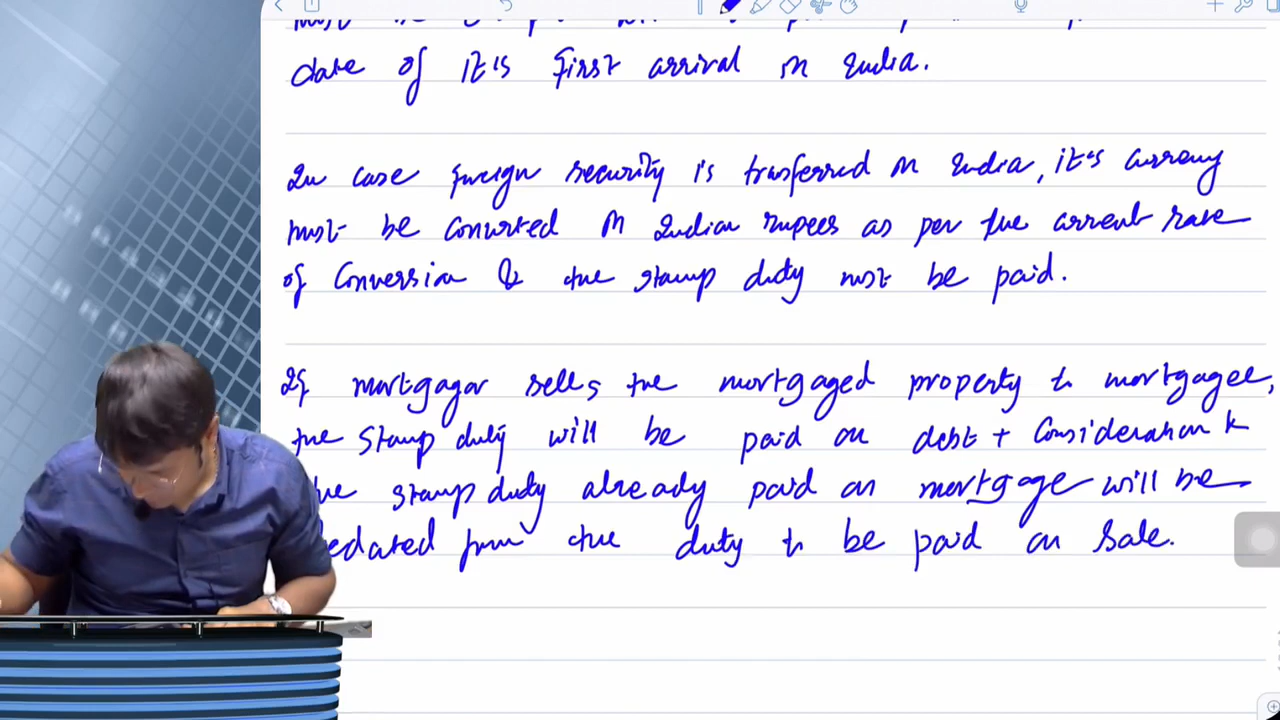 date of it's first arrival in India.
In case foreign security is transferred in India, it's currency
must be converted in Indian rupees as per the current rate
of conversion & the stamp duty must be paid.
If mortgagor sells the mortgaged property to mortgagee,
the stamp duty will be paid on debt + consideration &
the stamp duty already paid on mortgage will be
deducted from the duty to be paid on sale.